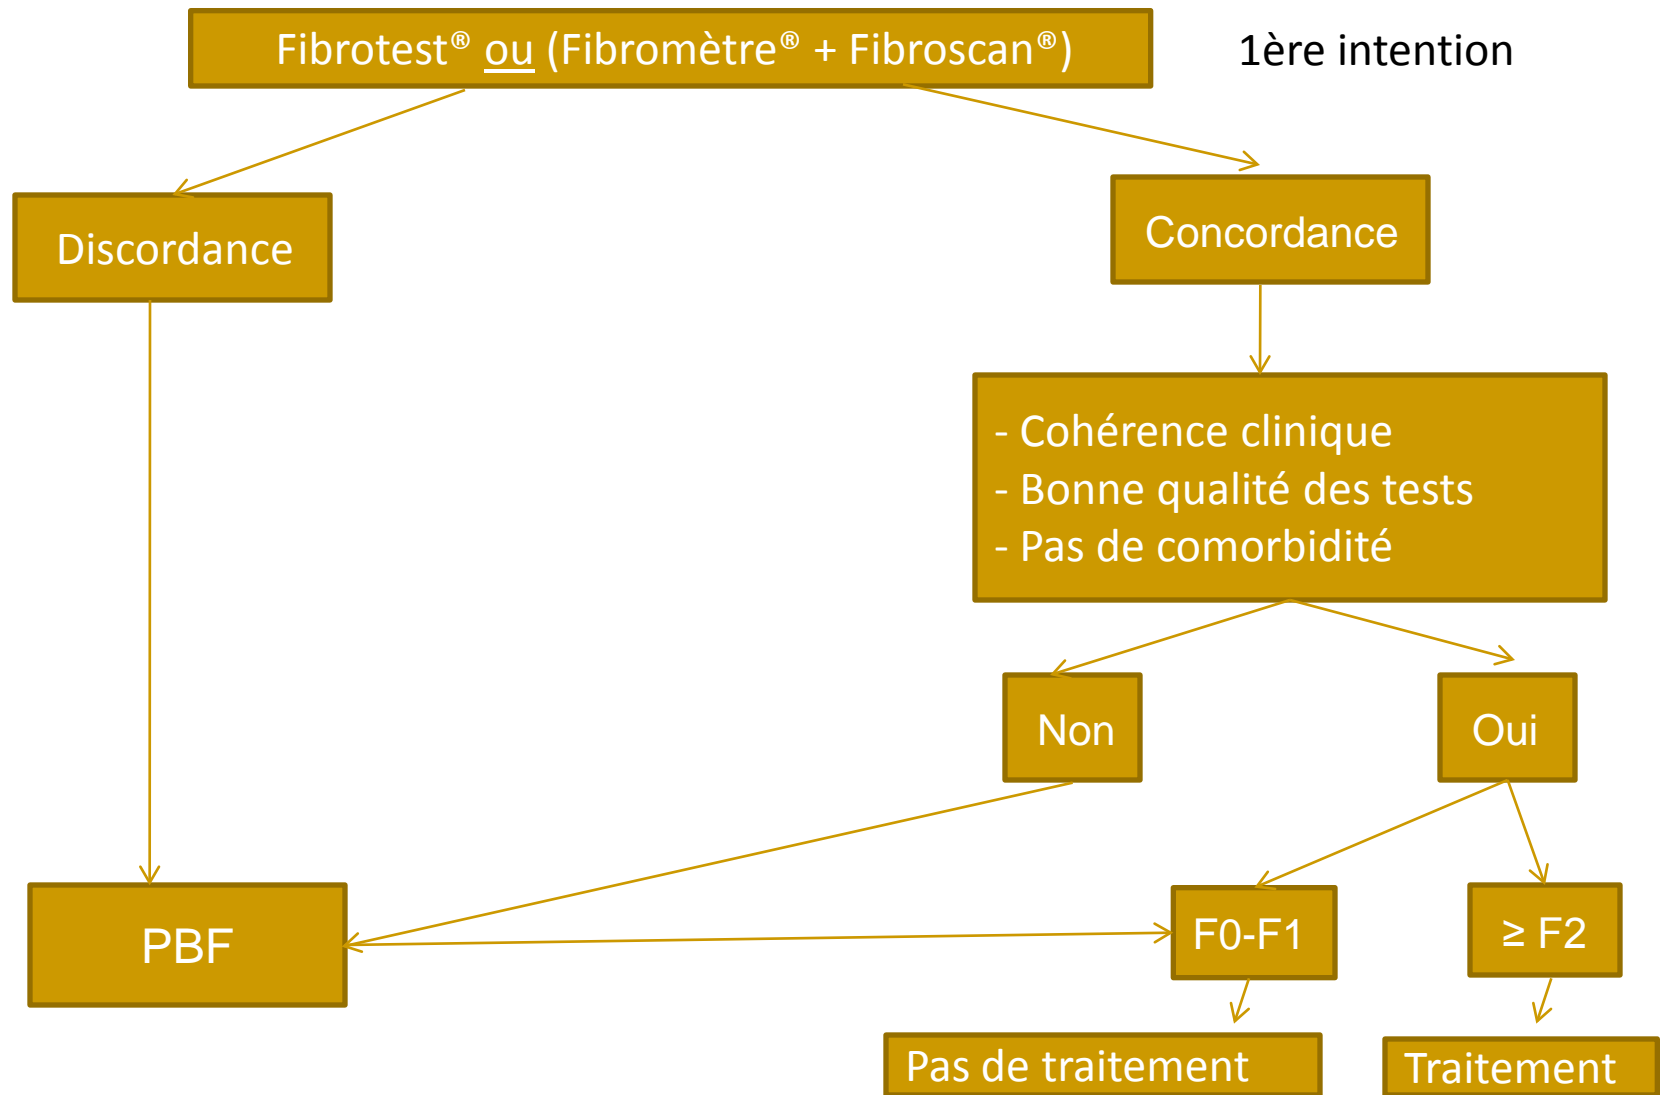 Fibrotest® ou (Fibromètre® + Fibroscan®)
1ère intention
Discordance
Concordance
- Cohérence clinique
- Bonne qualité des tests
- Pas de comorbidité
Non
Oui
PBF
F0-F1
≥ F2
Pas de traitement
Traitement